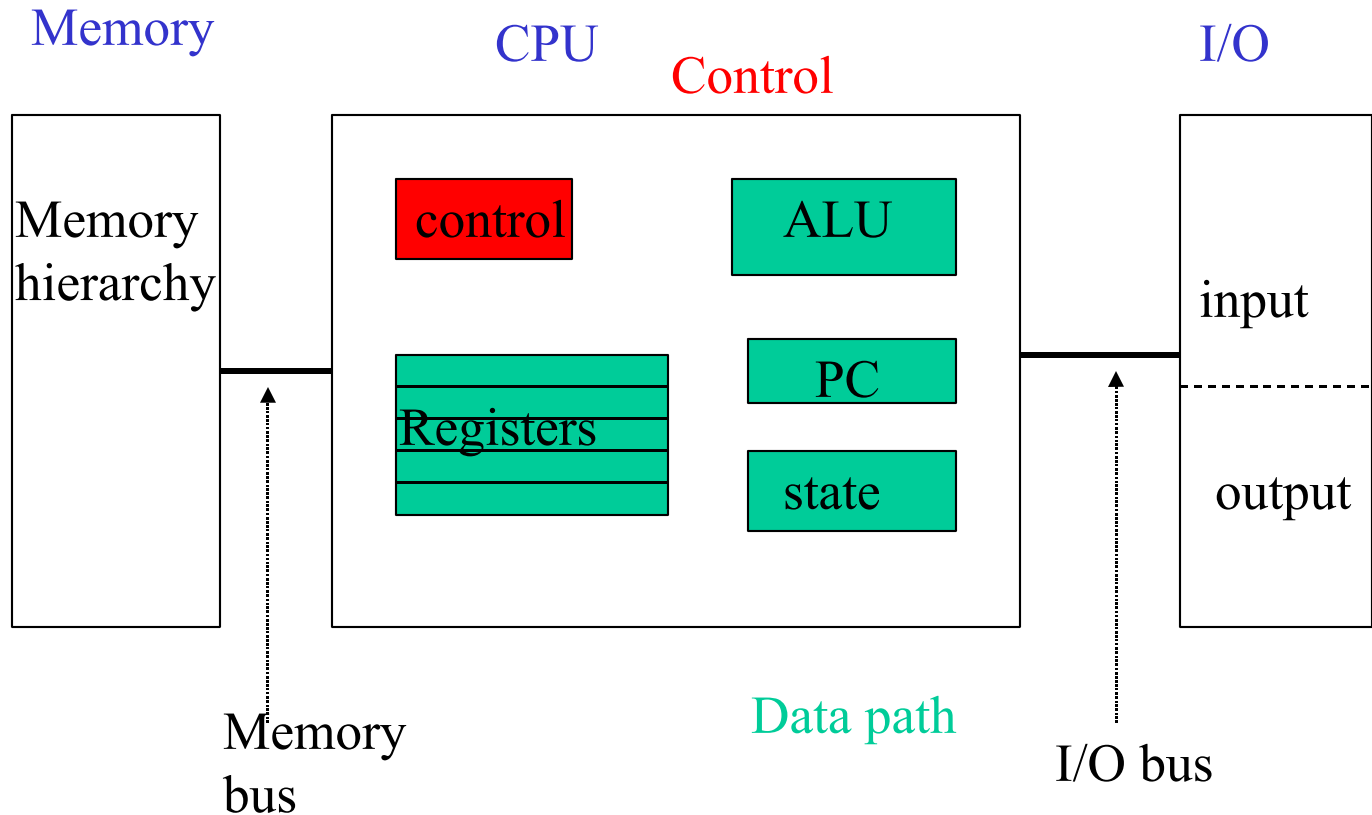 Memory
CPU
Control
I/O
Memory
hierarchy
control
ALU
Registers
PC
state
input
output
Memory
bus
Data path
I/O bus